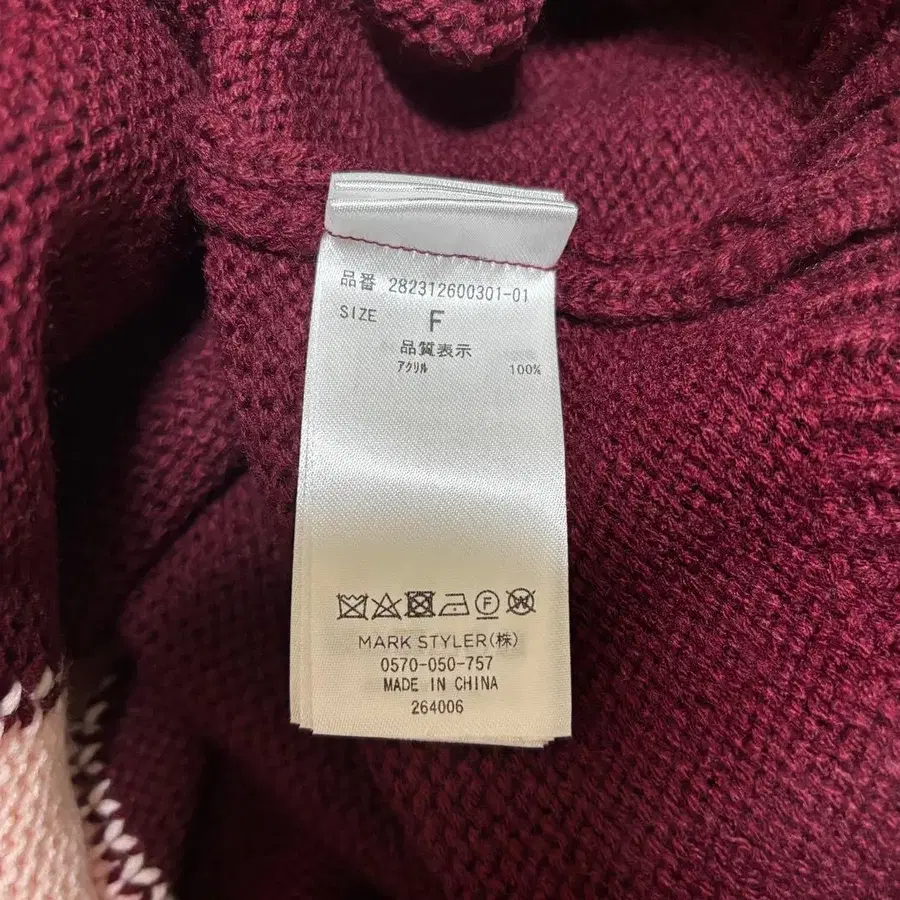 品番 282312600301-01
SIZE F
品質表示
アクリル 100%
MARK STYLER(株)
0570-050-757
MADE IN CHINA
264006